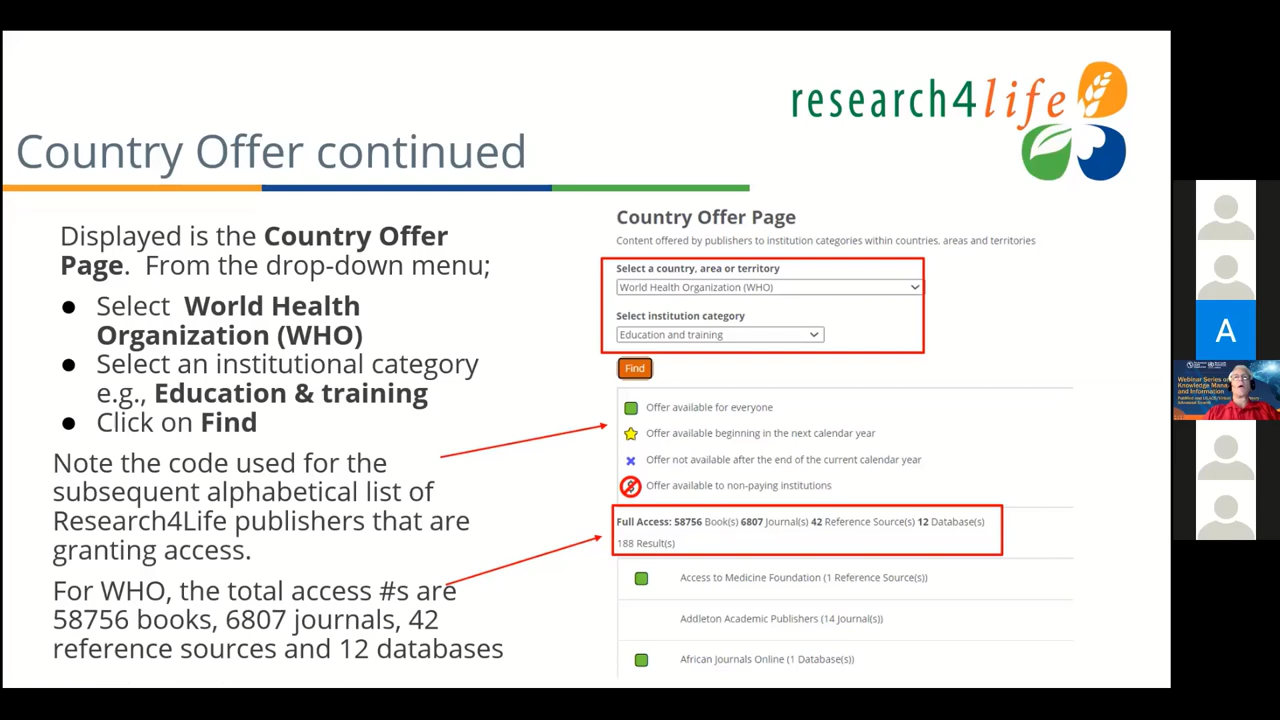 research4life
Country Offer continued
Displayed is the Country Offer
Page. From the drop-down menu;
● Select World Health
Organization (WHO)
● Select an institutional category
e.g., Education & training
● Click on Find
Note the code used for the
subsequent alphabetical list of
Research4Life publishers that are
granting access.
For WHO, the total access #s are
58756 books, 6807 journals, 42
reference sources and 12 databases
Country Offer Page
Content offered by publishers to institution categories within countries, areas and territories
Select a country, area or territory
World Health Organization (WHO)
Select institution category
Education and training
Find
Offer available for everyone
Offer available beginning in the next calendar year
Offer not available after the end of the current calendar year
Offer available to non-paying institutions
Full Access: 58756 Book(s) 6807 Journal(s) 42 Reference Source(s) 12 Database(s)
188 Result(s)
Access to Medicine Foundation (1 Reference Source(s))
Addleton Academic Publishers (14 Journal(s))
African Journals Online (1 Database(s))
A
Webinar Series on
Knowledge Mana
and Information